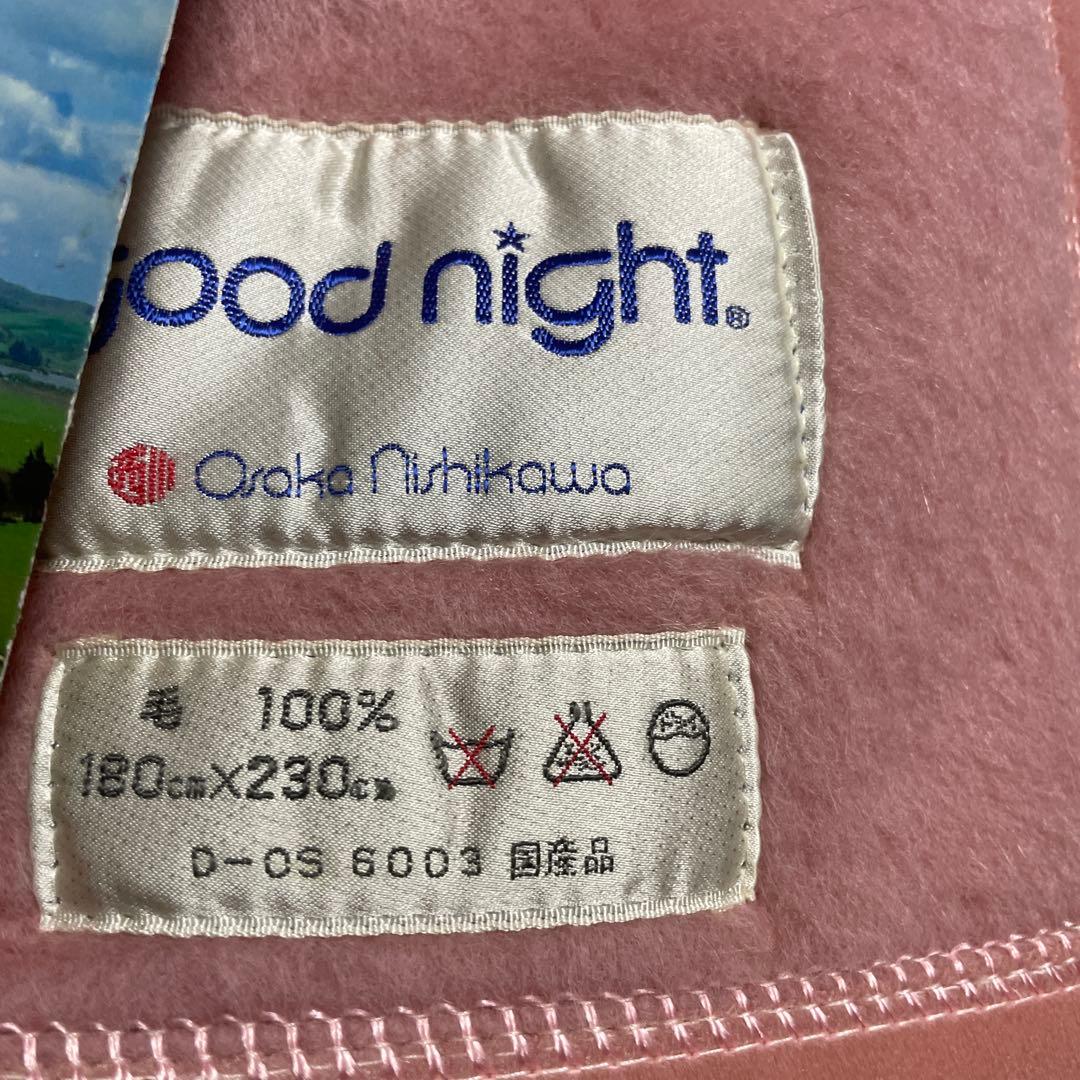 good night®
Osaka Nishikawa
毛 100%
180cm×230cm
D-OS 6003 国産品